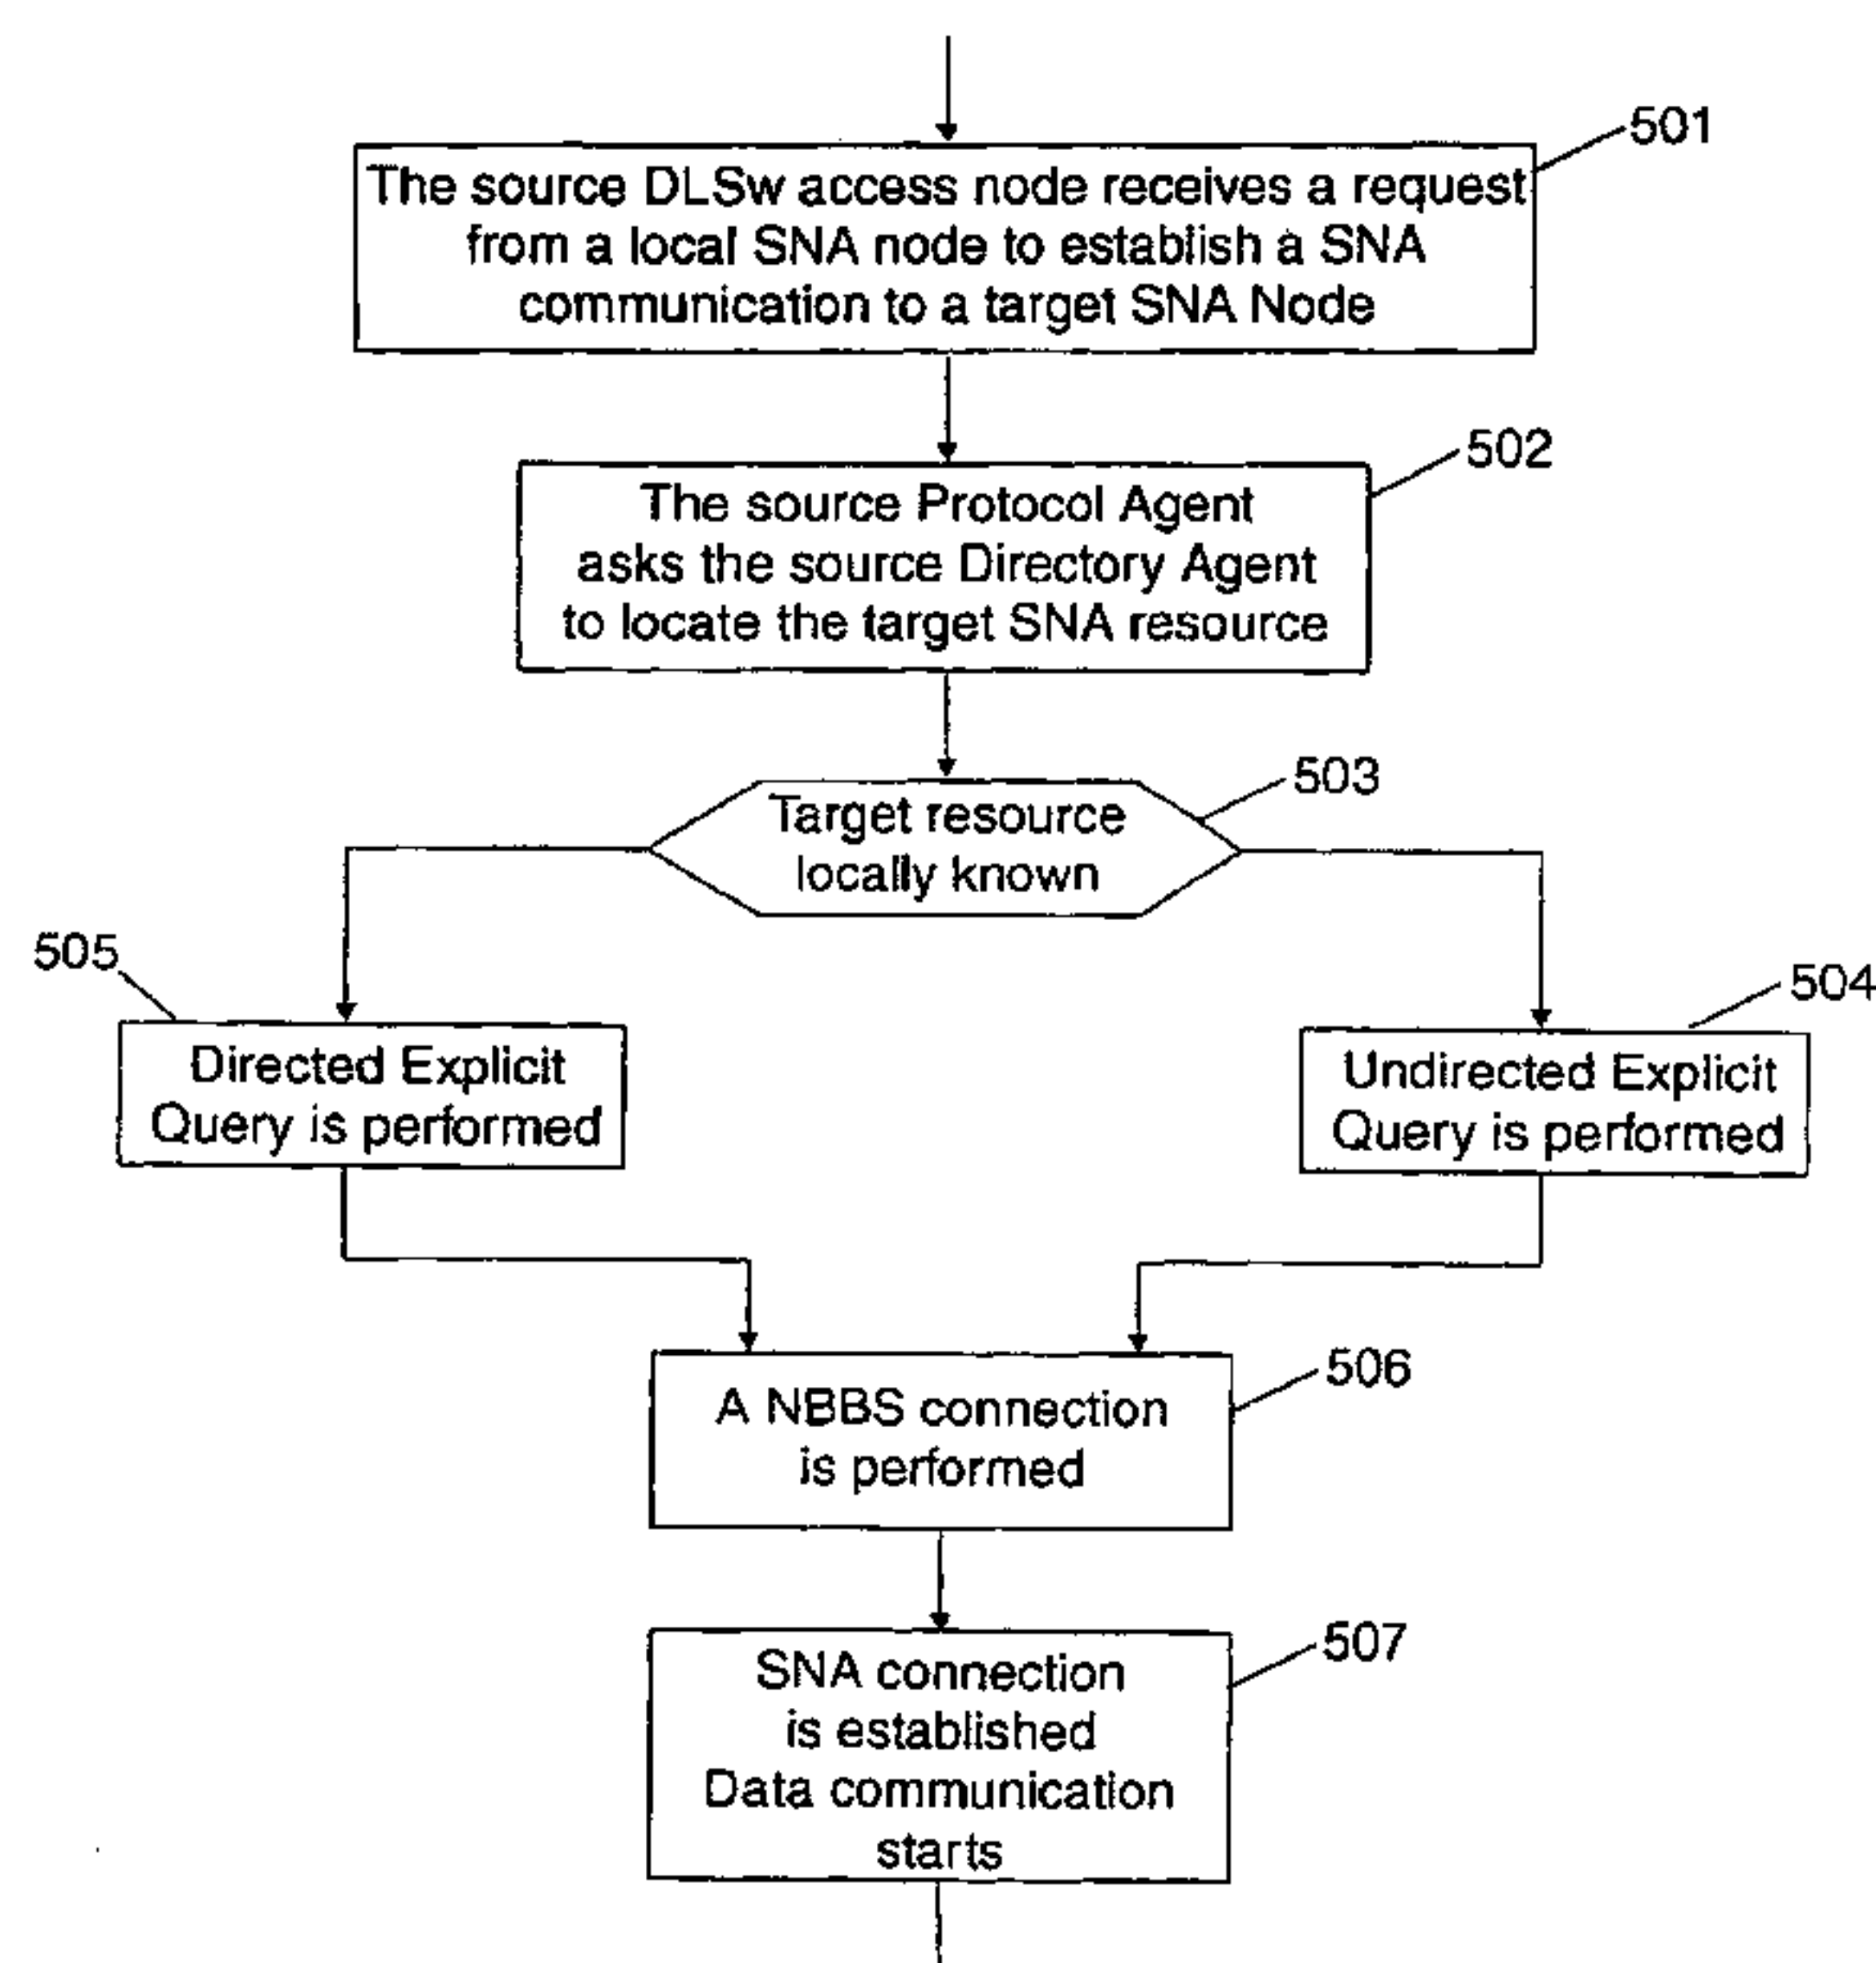 501
The source DLSw access node receives a request
from a local SNA node to establish a SNA
communication to a target SNA Node
502
The source Protocol Agent
asks the source Directory Agent
to locate the target SNA resource
503
Target resource
locally known
505
504
Directed Explicit
Query is performed
Undirected Explicit
Query is performed
506
A NBBS connection
is performed
507
SNA connection
is established
Data communication
starts